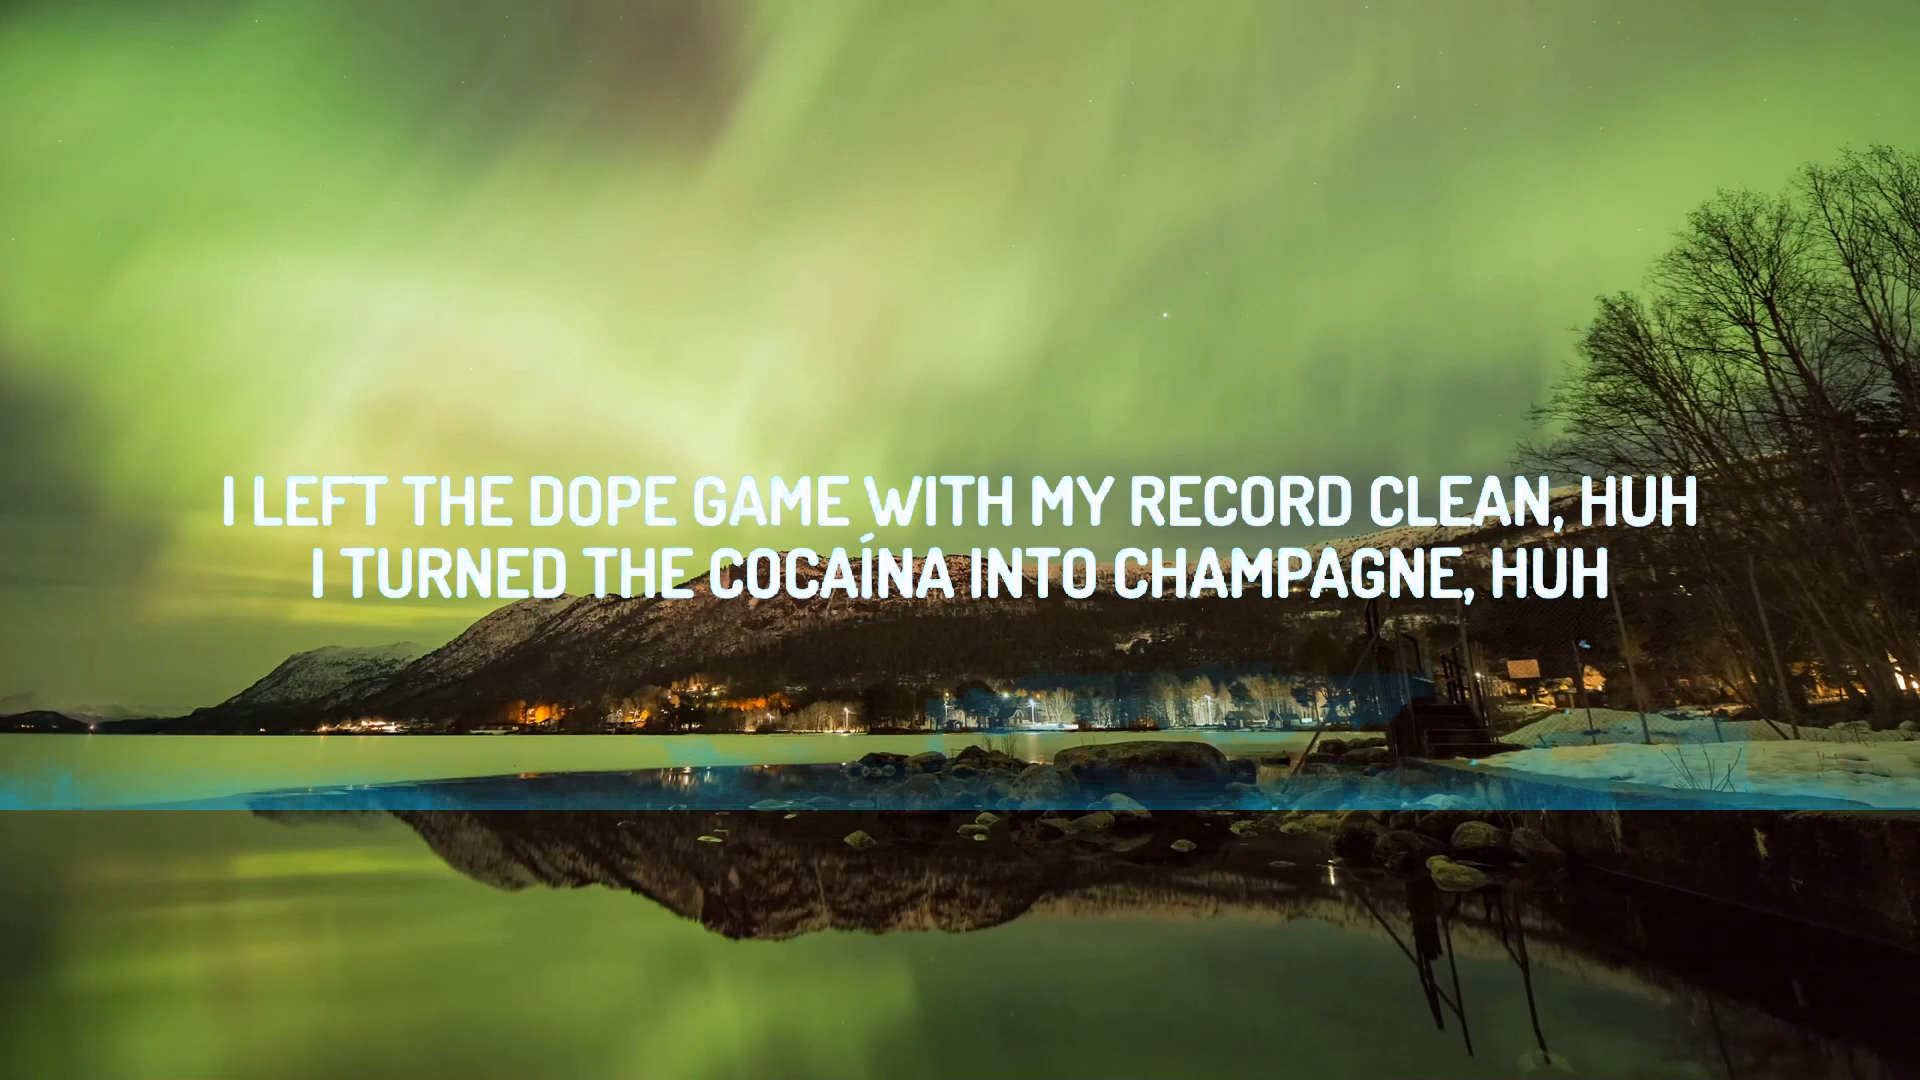 I LEFT THE DOPE GAME WITH MY RECORD CLEAN, HUH
I TURNED THE COCAÍNA INTO CHAMPAGNE, HUH